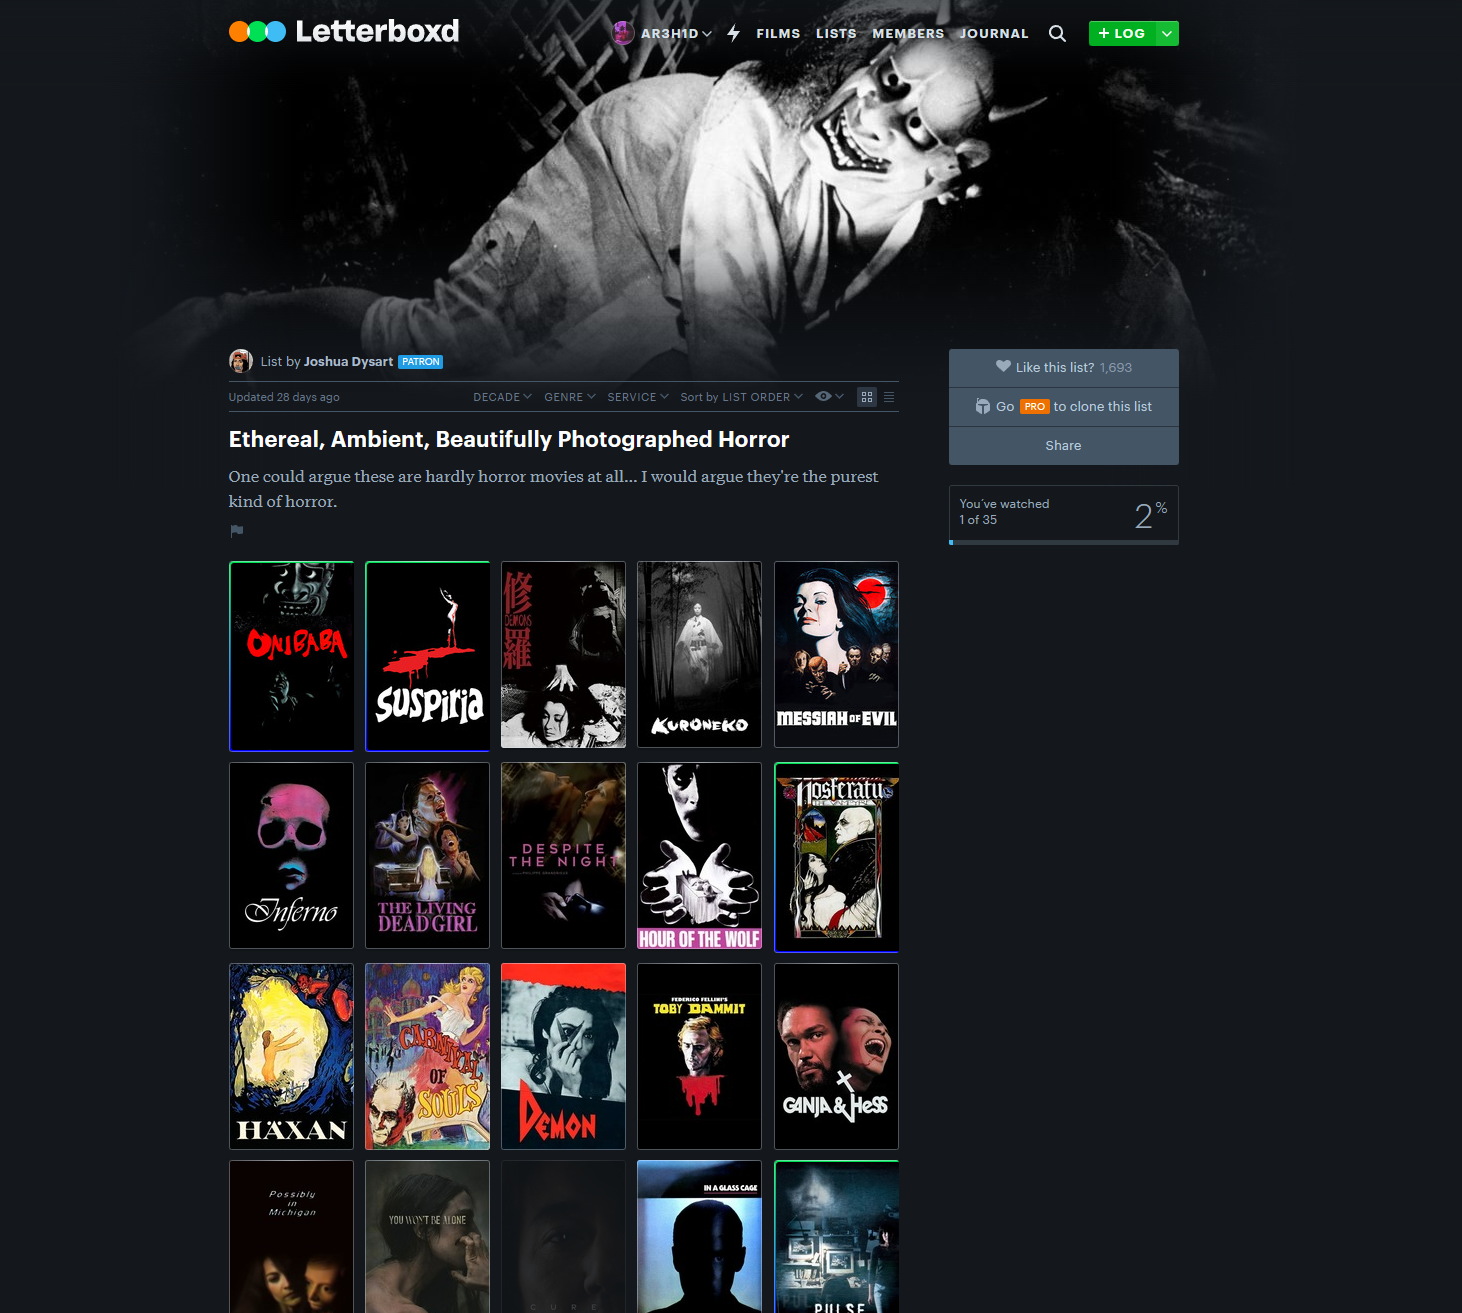 Letterboxd
AR3H1D
FILMS
LISTS
MEMBERS
JOURNAL
+ LOG
List by Joshua Dysart PATRON
Updated 28 days ago
DECADE
GENRE
SERVICE
Sort by LIST ORDER
Ethereal, Ambient, Beautifully Photographed Horror
One could argue these are hardly horror movies at all... I would argue they're the purest
kind of horror.
Like this list? 1,693
Go PRO to clone this list
Share
You've watched
1 of 35
2%
ONIBABA
SUSPIRIA
修
DEMONS
羅
KURONEKO
MESSIAH OF EVIL
Inferno
THE LIVING
DEAD GIRL
DESPITE
THE NIGHT
HOUR OF THE WOLF
Nosferatu
THE VAMPYRE
HÄXAN
CARNIVAL
OF
SOULS
DEMON
FEDERICO FELLINI'S
TOBY DAMMIT
GANJA & HESS
Possibly
in
Michigan
YOU WON'T BE ALONE
CURE
IN A GLASS CAGE
PULSE